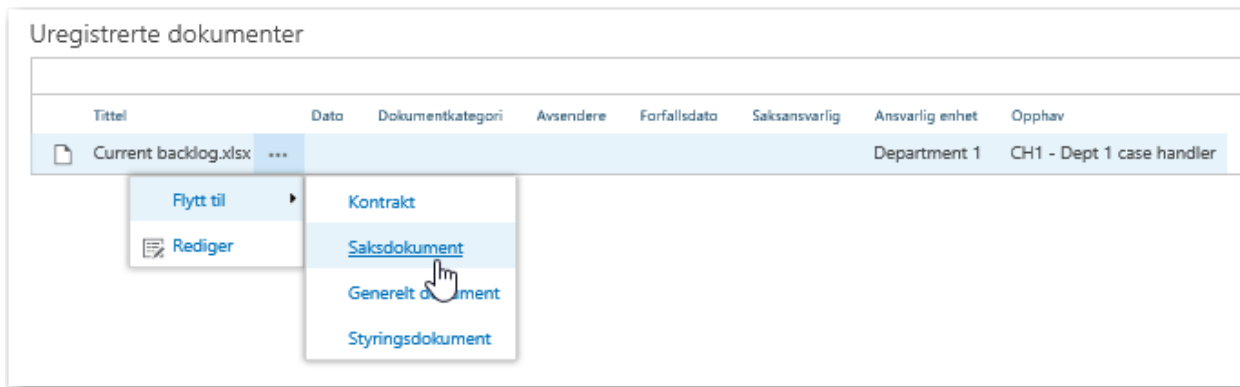 Uregistrerte dokumenter
Tittel Dato Dokumentkategori Avsendere Forfallsdato Saksansvarlig Ansvarlig enhet Opphav
Current backlog.xlsx ... Department 1 CH1 - Dept 1 case handler
Flytt til Kontrakt
Rediger Saksdokument
Generelt
Styringsdokument